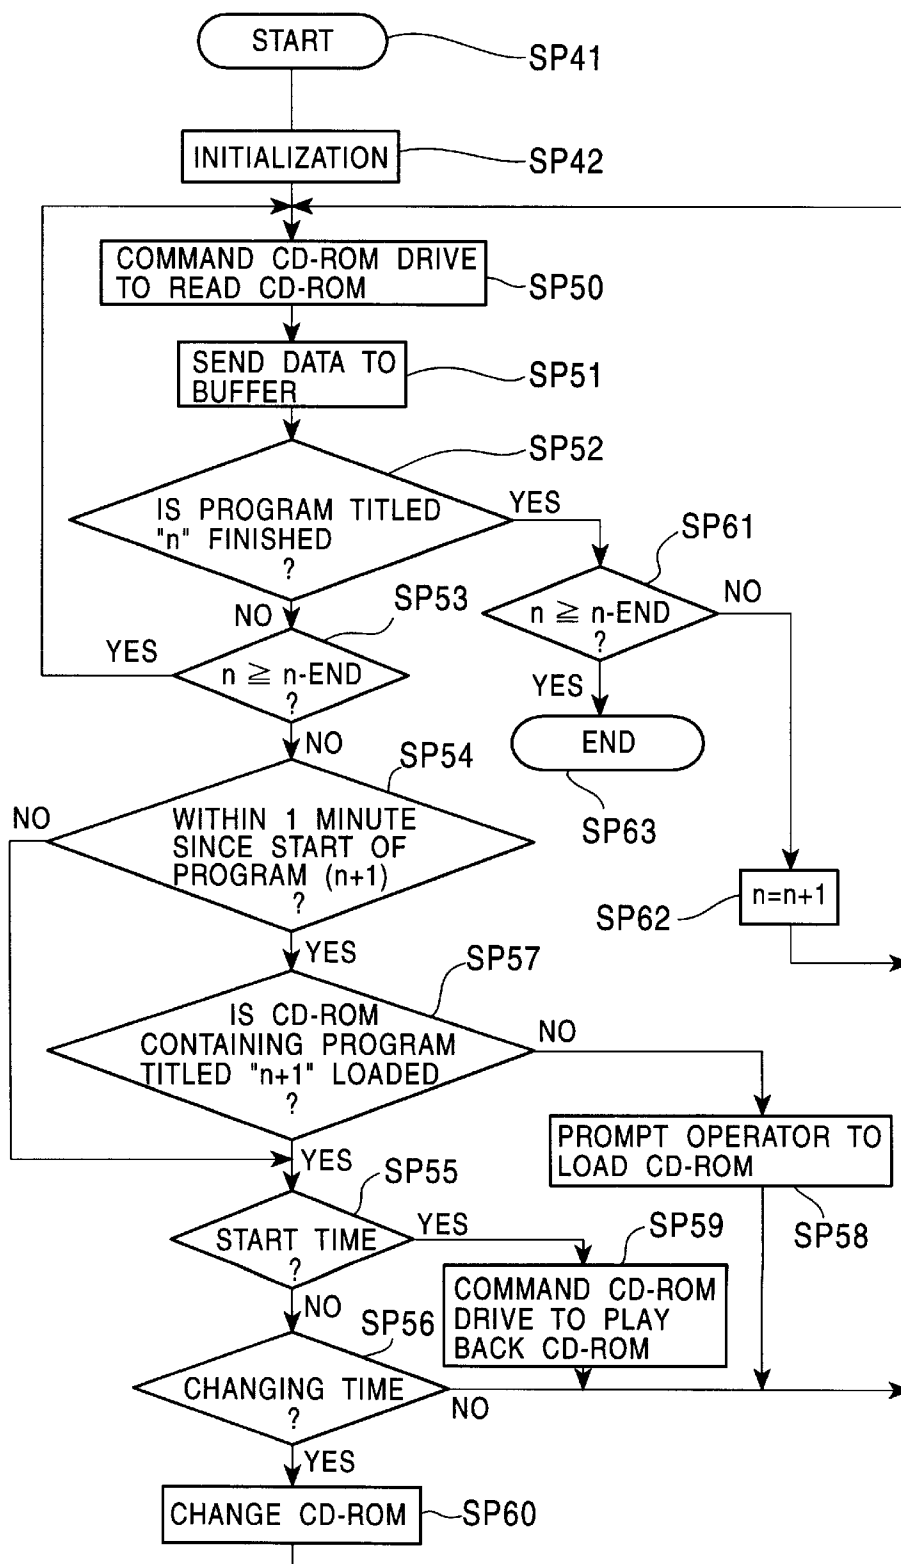 START
SP41
INITIALIZATION
SP42
COMMAND CD-ROM DRIVE
TO READ CD-ROM
SP50
SEND DATA TO
BUFFER
SP51
SP52
IS PROGRAM TITLED
"n" FINISHED
?
YES
SP61
n ≧ n-END
?
NO
YES
END
SP63
NO
SP53
YES
n ≧ n-END
?
NO
SP54
NO
WITHIN 1 MINUTE
SINCE START OF
PROGRAM (n+1)
?
SP62
n=n+1
YES
SP57
IS CD-ROM
CONTAINING PROGRAM
TITLED "n+1" LOADED
?
NO
PROMPT OPERATOR TO
LOAD CD-ROM
SP58
YES
SP55
START TIME
?
YES
SP59
COMMAND CD-ROM
DRIVE TO PLAY
BACK CD-ROM
NO
SP56
CHANGING TIME
?
NO
YES
CHANGE CD-ROM
SP60